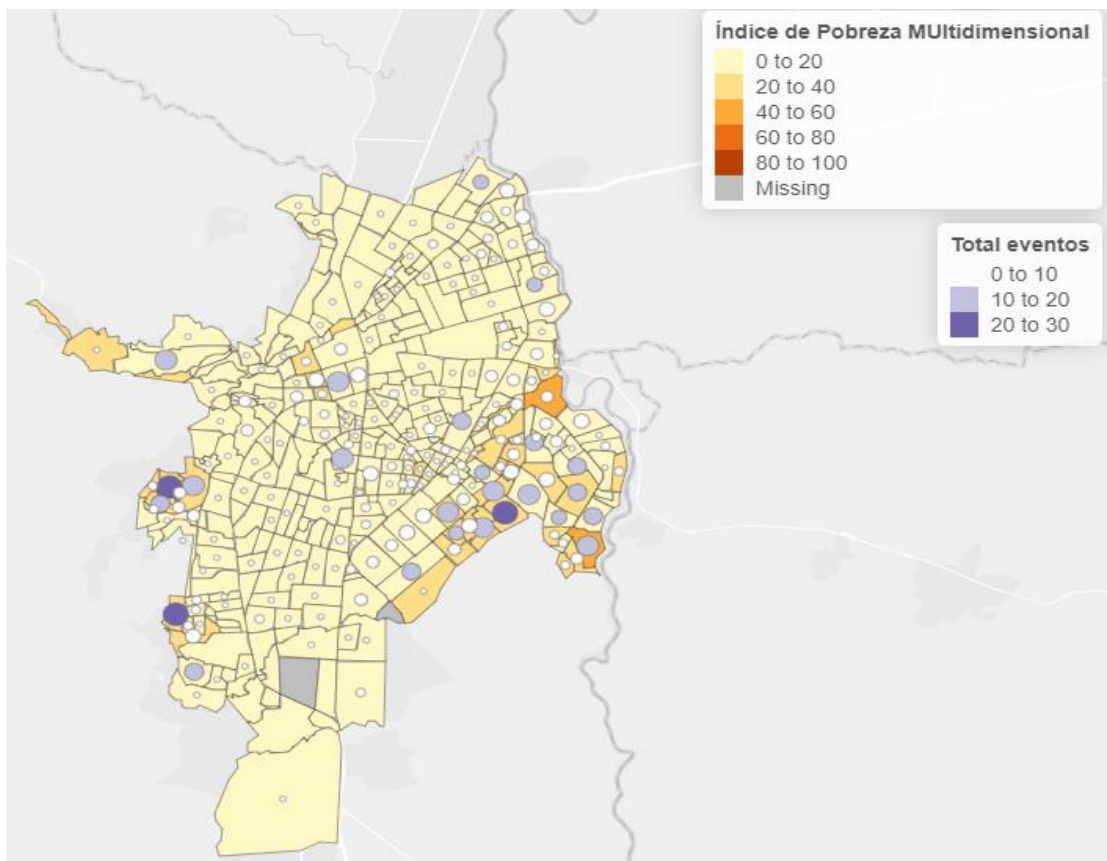 Índice de Pobreza MUltidimensional
0 to 20
20 to 40
40 to 60
60 to 80
80 to 100
Missing
Total eventos
0 to 10
10 to 20
20 to 30